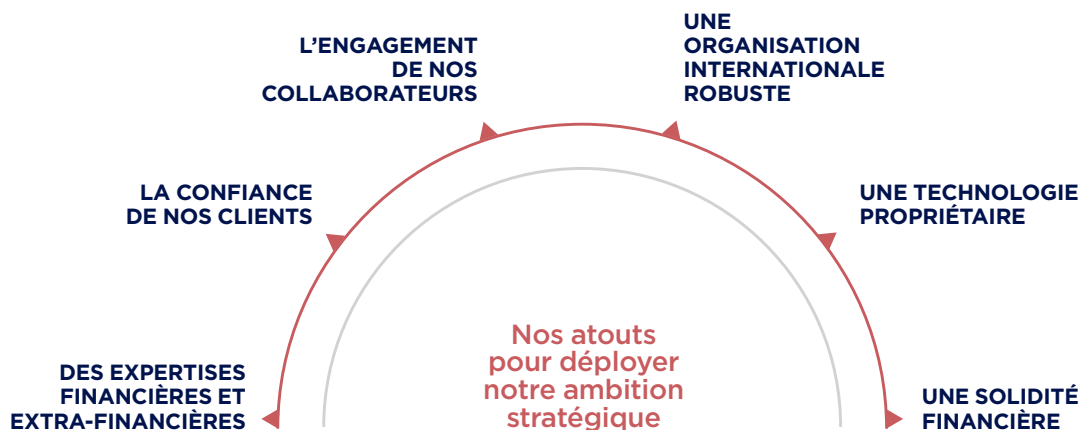 L’ENGAGEMENT
DE NOS
COLLABORATEURS
UNE
ORGANISATION
INTERNATIONALE
ROBUSTE
LA CONFIANCE
DE NOS CLIENTS
UNE TECHNOLOGIE
PROPRIÉTAIRE
DES EXPERTISES
FINANCIÈRES ET
EXTRA-FINANCIÈRES
Nos atouts
pour déployer
notre ambition
stratégique
UNE SOLIDITÉ
FINANCIÈRE